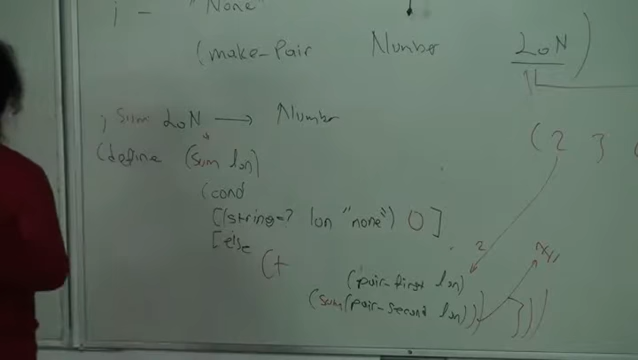 ; - "None"
(make-Pair Number LoN)
; sum LoN → Number
(define (sum lon)
(2 3
(cond
[(string=? lon "none") 0]
[else
2
(+
(pair-first lon)
(sum(pair-second lon)))]))